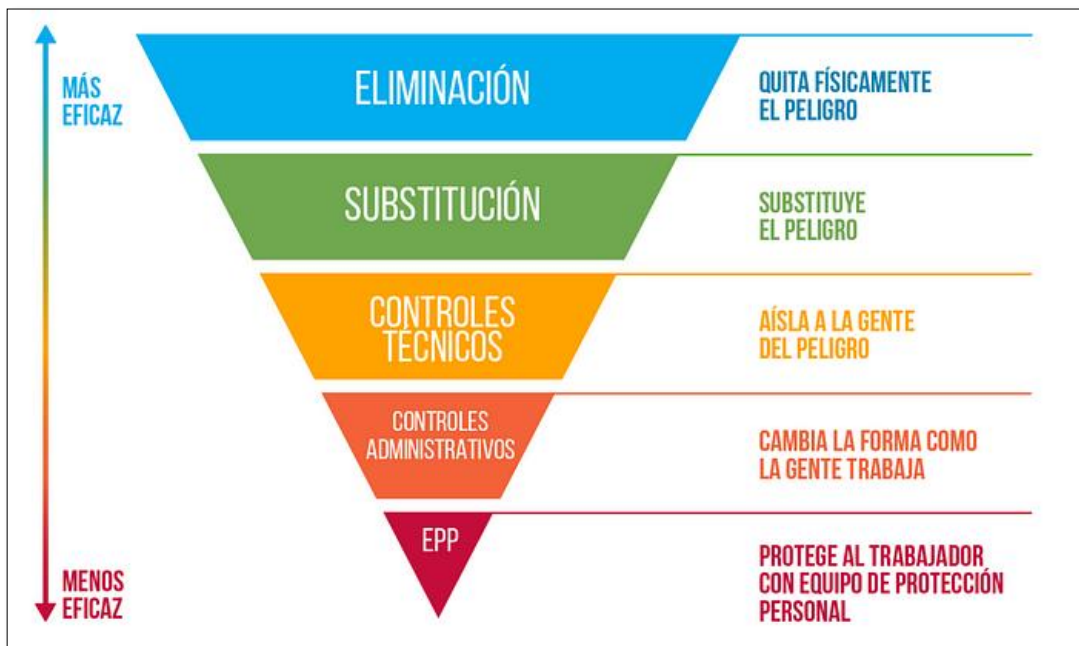 MÁS
EFICAZ
ELIMINACIÓN
QUITA FÍSICAMENTE
EL PELIGRO
SUBSTITUCIÓN
SUBSTITUYE
EL PELIGRO
CONTROLES
TÉCNICOS
AÍSLA A LA GENTE
DEL PELIGRO
CONTROLES
ADMINISTRATIVOS
CAMBIA LA FORMA COMO
LA GENTE TRABAJA
EPP
MENOS
EFICAZ
PROTEGE AL TRABAJADOR
CON EQUIPO DE PROTECCIÓN
PERSONAL